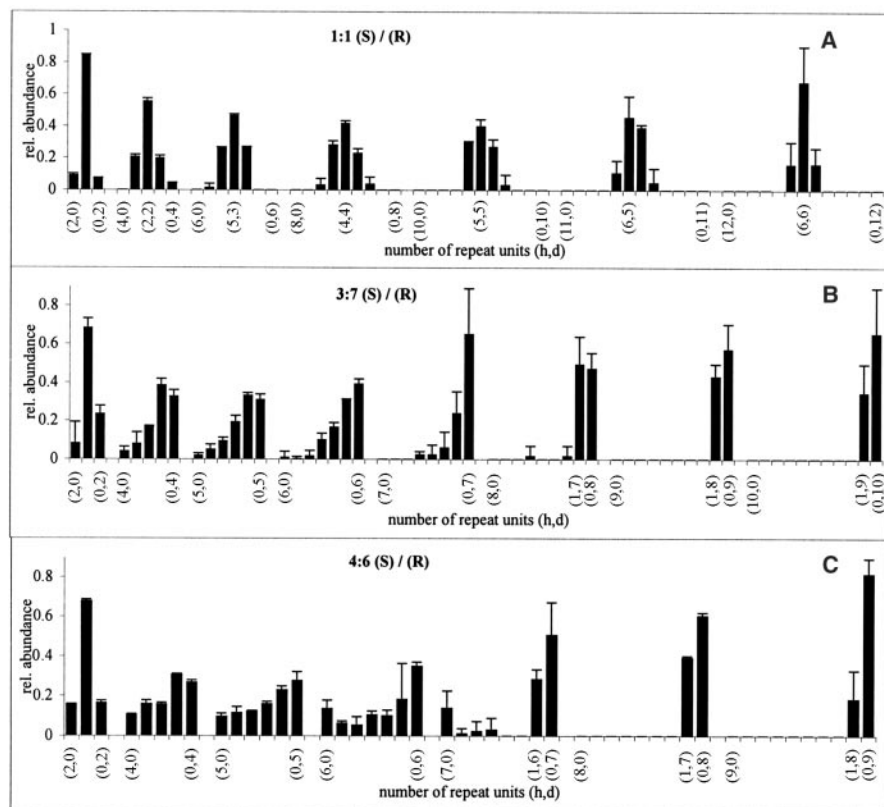 1:1 (S) / (R)
A
rel. abundance
1
0.8
0.6
0.4
0.2
0
(2,0) (0,2) (4,0) (2,2) (0,4) (6,0) (5,3) (0,6) (8,0) (4,4) (0,8) (10,0) (5,5) (0,10) (11,0) (6,5) (0,11) (12,0) (6,6) (0,12)
number of repeat units (h,d)
3:7 (S) / (R)
B
rel. abundance
0.8
0.6
0.4
0.2
0
(2,0) (0,2) (4,0) (0,4) (5,0) (0,5) (6,0) (0,6) (7,0) (0,7) (8,0) (1,7) (0,8) (9,0) (1,8) (0,9) (10,0) (1,9) (0,10)
number of repeat units (h,d)
4:6 (S) / (R)
C
rel. abundance
0.8
0.6
0.4
0.2
0
(2,0) (0,2) (4,0) (0,4) (5,0) (0,5) (6,0) (0,6) (7,0) (1,6) (0,7) (8,0) (1,7) (0,8) (9,0) (1,8) (0,9)
number of repeat units (h,d)